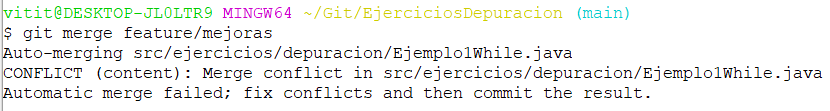 vitit@DESKTOP-JL0LTR9 MINGW64 ~/Git/EjerciciosDepuracion (main)
$ git merge feature/mejoras
Auto-merging src/ejercicios/depuracion/Ejemplo1While.java
CONFLICT (content): Merge conflict in src/ejercicios/depuracion/Ejemplo1While.java
Automatic merge failed; fix conflicts and then commit the result.